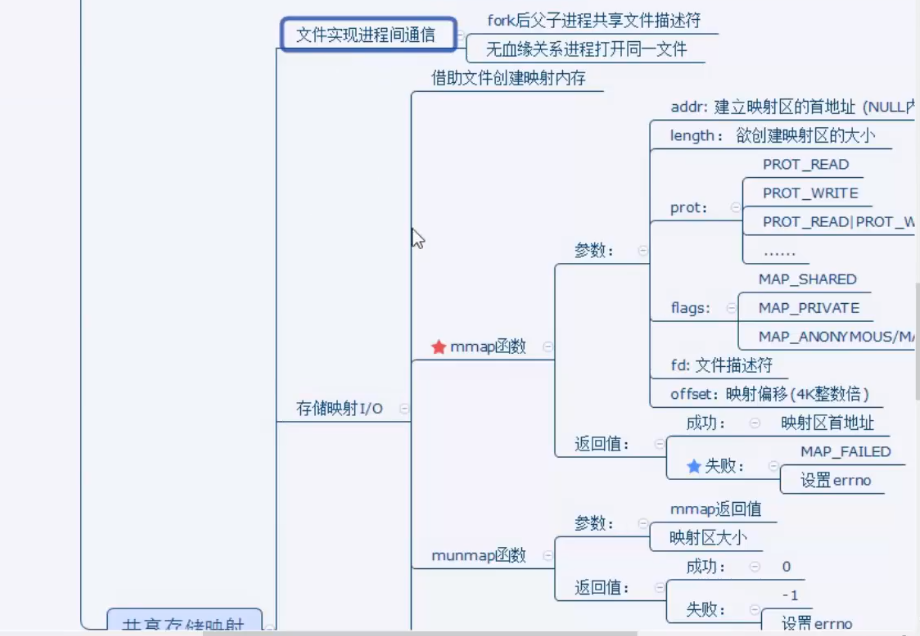 文件实现进程间通信
fork后父子进程共享文件描述符
无血缘关系进程打开同一文件
借助文件创建映射内存
addr: 建立映射区的首地址 (NULL
length： 欲创建映射区的大小
PROT_READ
PROT_WRITE
prot：
PROT_READ|PROT_W
参数：
......
MAP_SHARED
flags:
MAP_PRIVATE
MAP_ANONYMOUS/MA
★ mmap函数
fd: 文件描述符
offset：映射偏移(4K整数倍)
存储映射I/O
成功： 映射区首地址
返回值：
MAP_FAILED
★ 失败：
设置errno
mmap返回值
参数：
映射区大小
munmap函数
成功： 0
返回值：
-1
失败：
设置errno
共享存储映射